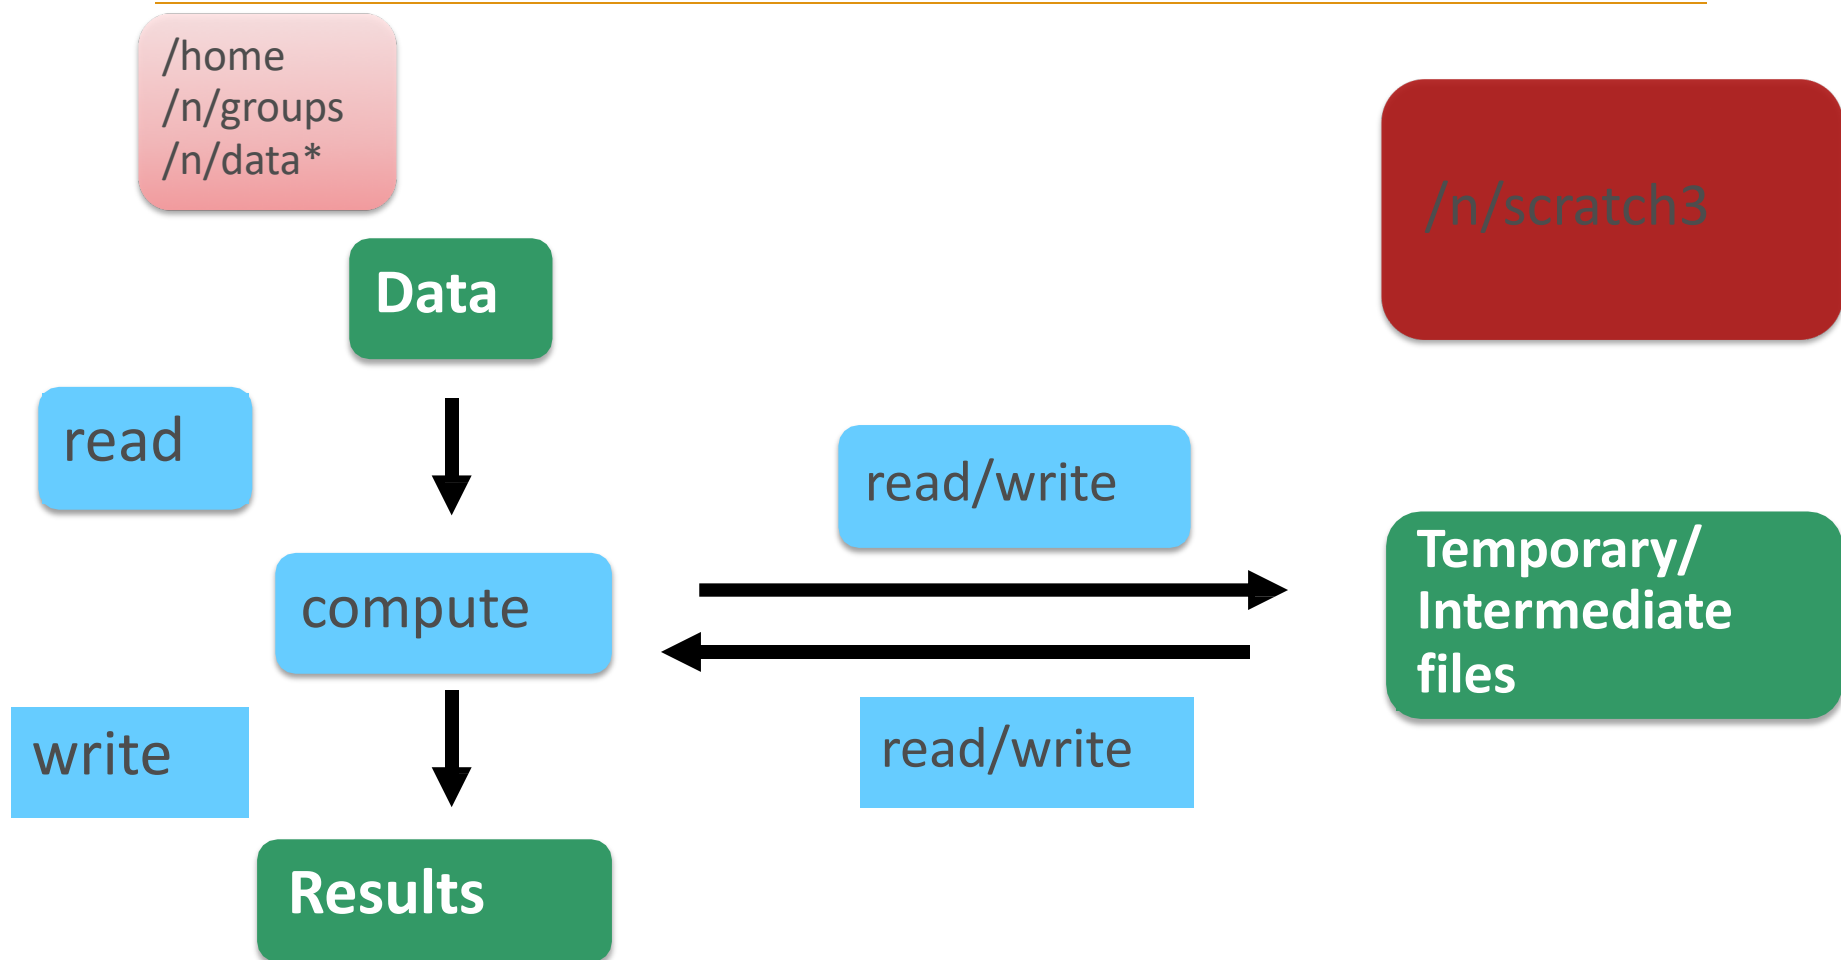 /home
/n/groups
/n/data*
/n/scratch3
Data
read
read/write
compute
Temporary/
Intermediate
files
write
read/write
Results